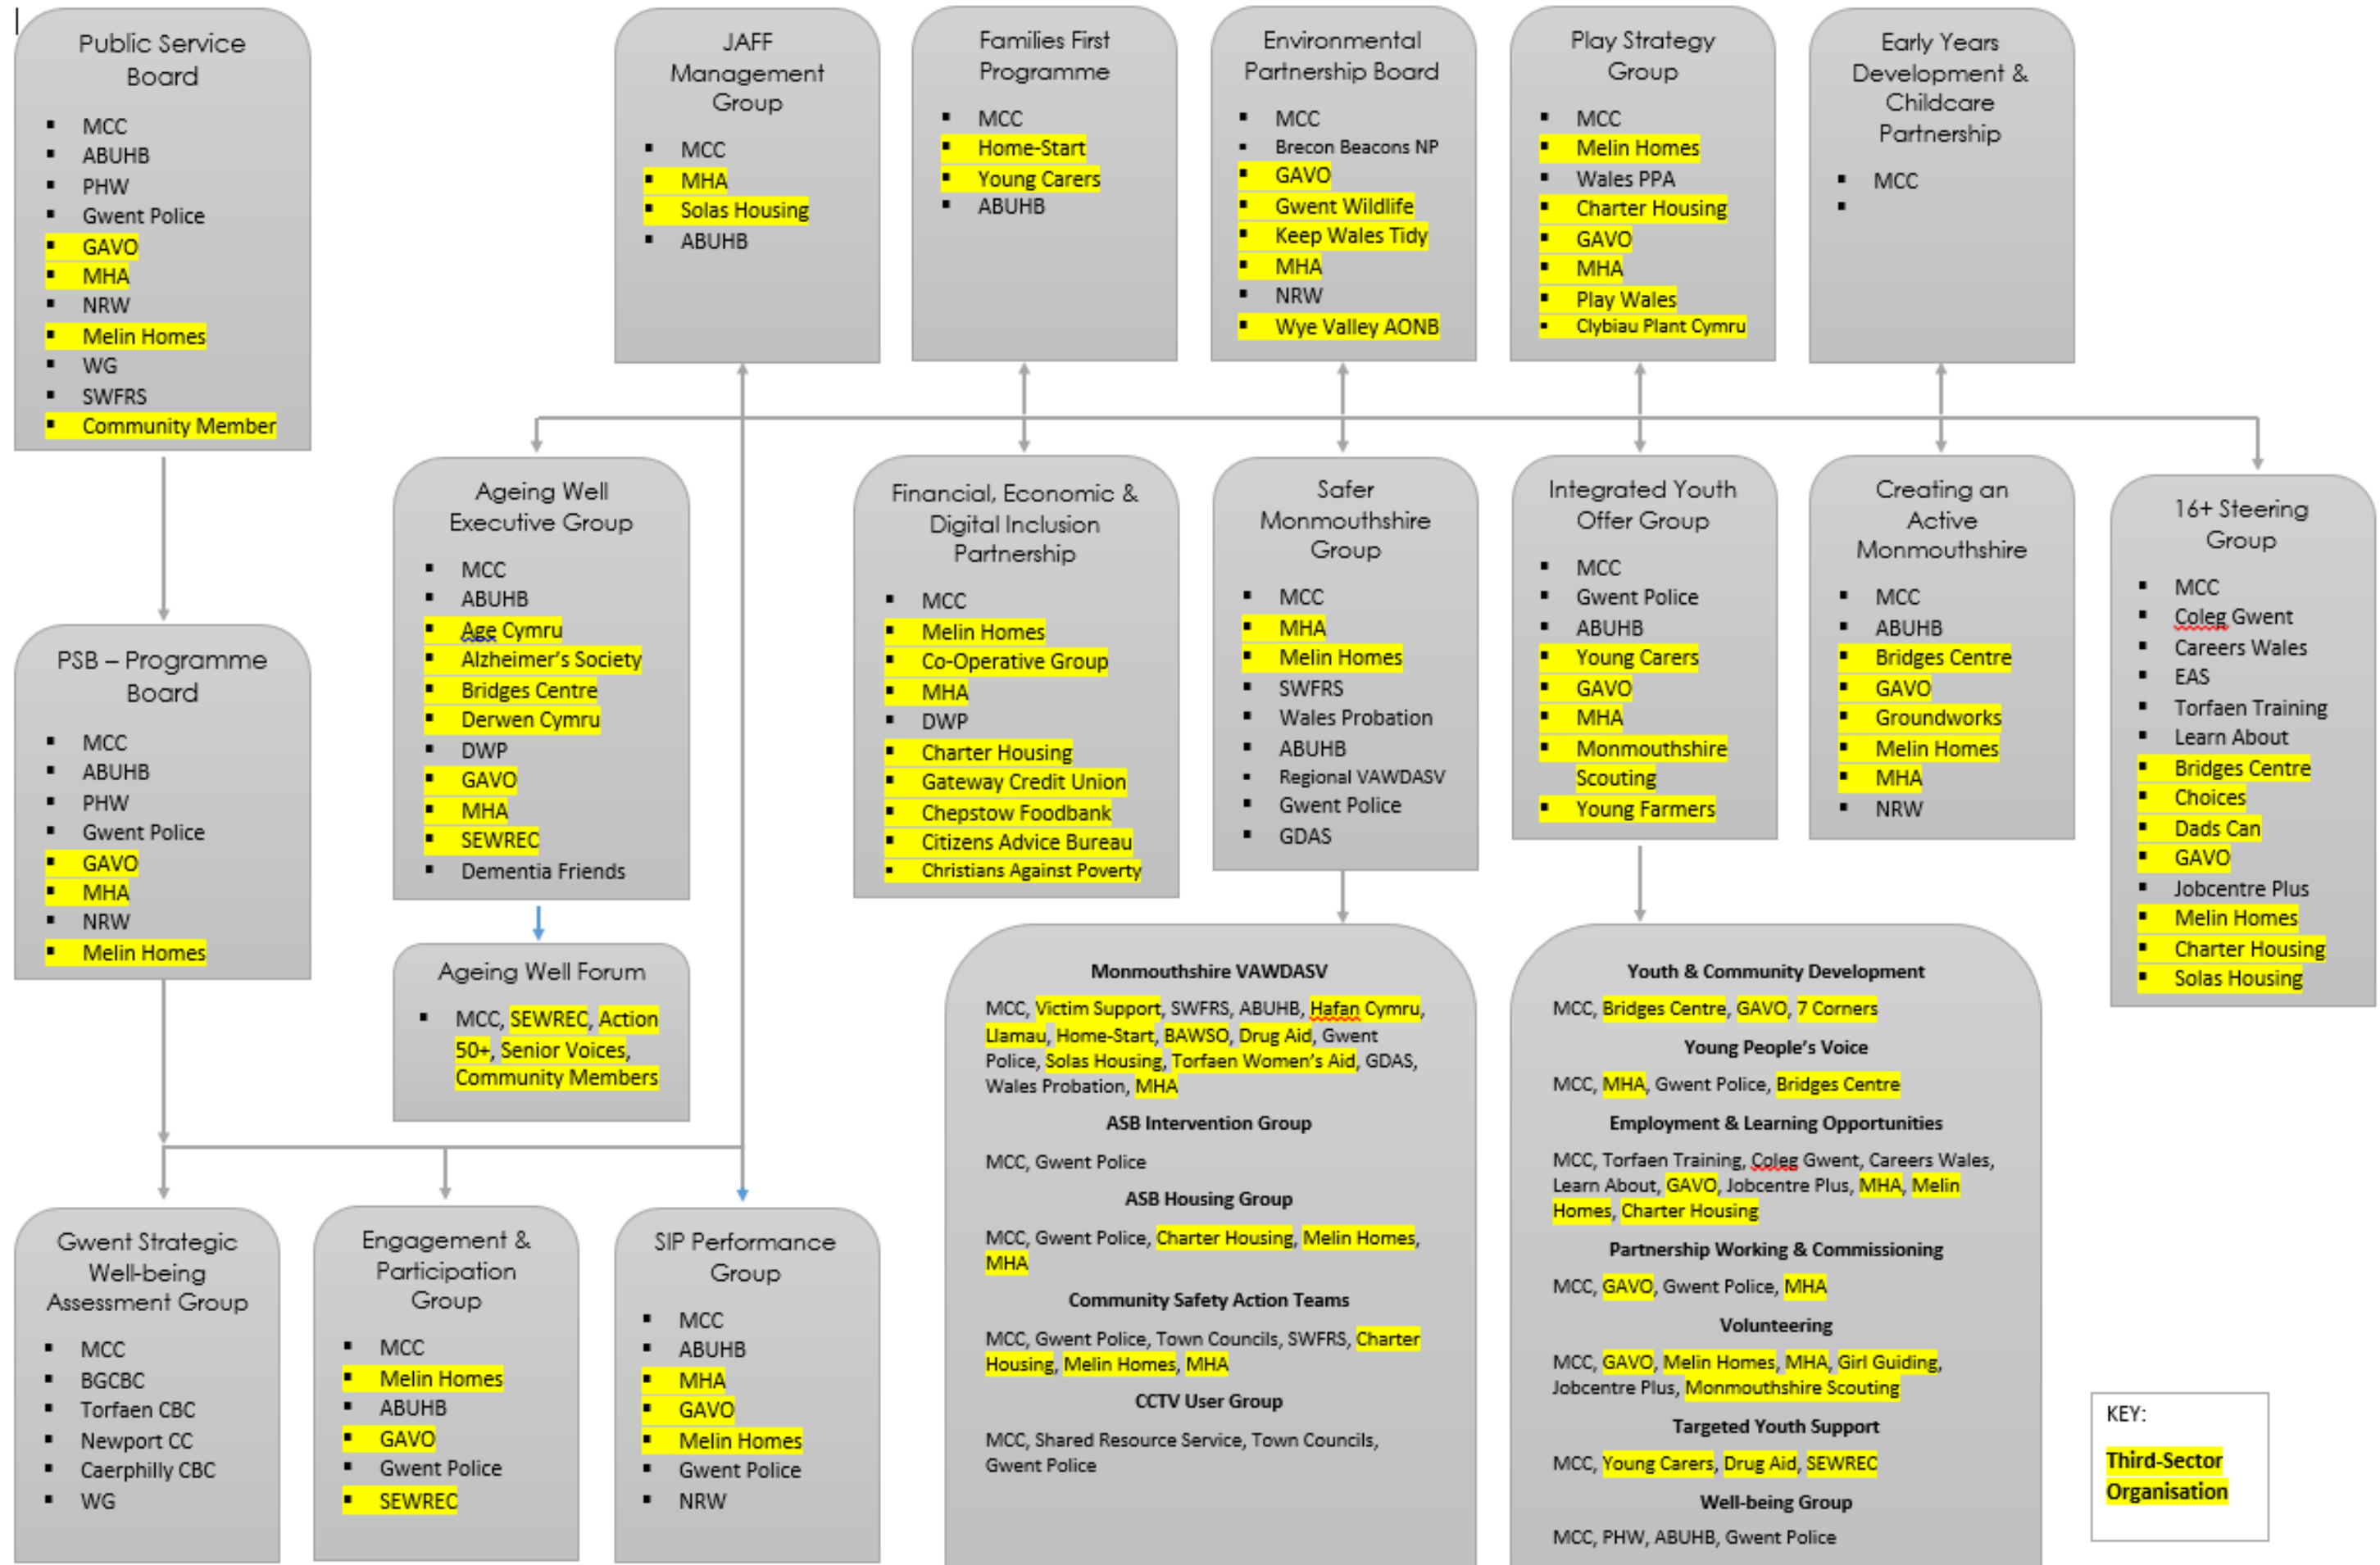 Public Service
Board
MCC
ABUHB
PHW
Gwent Police
GAVO
MHA
NRW
Melin Homes
WG
SWFRS
Community Member
JAFF
Management
Group
MCC
MHA
Solas Housing
ABUHB
Families First
Programme
MCC
Home-Start
Young Carers
ABUHB
Environmental
Partnership Board
MCC
Brecon Beacons NP
GAVO
Gwent Wildlife
Keep Wales Tidy
MHA
NRW
Wye Valley AONB
Play Strategy
Group
MCC
Melin Homes
Wales PPA
Charter Housing
GAVO
MHA
Play Wales
Clybiau Plant Cymru
Early Years
Development &
Childcare
Partnership
MCC
PSB – Programme
Board
MCC
ABUHB
PHW
Gwent Police
GAVO
MHA
NRW
Melin Homes
Ageing Well
Executive Group
MCC
ABUHB
Age Cymru
Alzheimer's Society
Bridges Centre
Derwen Cymru
DWP
GAVO
MHA
SEWREC
Dementia Friends
Financial, Economic &
Digital Inclusion
Partnership
MCC
Melin Homes
Co-Operative Group
MHA
DWP
Charter Housing
Gateway Credit Union
Chepstow Foodbank
Citizens Advice Bureau
Christians Against Poverty
Safer
Monmouthshire
Group
MCC
MHA
Melin Homes
SWFRS
Wales Probation
ABUHB
Regional VAWDASV
Gwent Police
GDAS
Integrated Youth
Offer Group
MCC
Gwent Police
ABUHB
Young Carers
GAVO
MHA
Monmouthshire
Scouting
Young Farmers
Creating an
Active
Monmouthshire
MCC
ABUHB
Bridges Centre
GAVO
Groundworks
Melin Homes
MHA
NRW
16+ Steering
Group
MCC
Coleg Gwent
Careers Wales
EAS
Torfaen Training
Learn About
Bridges Centre
Choices
Dads Can
GAVO
Jobcentre Plus
Melin Homes
Charter Housing
Solas Housing
Ageing Well Forum
MCC, SEWREC, Action
50+, Senior Voices,
Community Members
Monmouthshire VAWDASV
MCC, Victim Support, SWFRS, ABUHB, Hafan Cymru,
Llamau, Home-Start, BAWSO, Drug Aid, Gwent
Police, Solas Housing, Torfaen Women's Aid, GDAS,
Wales Probation, MHA
ASB Intervention Group
MCC, Gwent Police
ASB Housing Group
MCC, Gwent Police, Charter Housing, Melin Homes,
MHA
Community Safety Action Teams
MCC, Gwent Police, Town Councils, SWFRS, Charter
Housing, Melin Homes, MHA
CCTV User Group
MCC, Shared Resource Service, Town Councils,
Gwent Police
Youth & Community Development
MCC, Bridges Centre, GAVO, 7 Corners
Young People's Voice
MCC, MHA, Gwent Police, Bridges Centre
Employment & Learning Opportunities
MCC, Torfaen Training, Coleg Gwent, Careers Wales,
Learn About, GAVO, Jobcentre Plus, MHA, Melin
Homes, Charter Housing
Partnership Working & Commissioning
MCC, GAVO, Gwent Police, MHA
Volunteering
MCC, GAVO, Melin Homes, MHA, Girl Guiding,
Jobcentre Plus, Monmouthshire Scouting
Targeted Youth Support
MCC, Young Carers, Drug Aid, SEWREC
Well-being Group
MCC, PHW, ABUHB, Gwent Police
Gwent Strategic
Well-being
Assessment Group
MCC
BGCBC
Torfaen CBC
Newport CC
Caerphilly CBC
WG
Engagement &
Participation
Group
MCC
Melin Homes
ABUHB
GAVO
Gwent Police
SEWREC
SIP Performance
Group
MCC
ABUHB
MHA
GAVO
Melin Homes
Gwent Police
NRW
KEY:
Third-Sector
Organisation